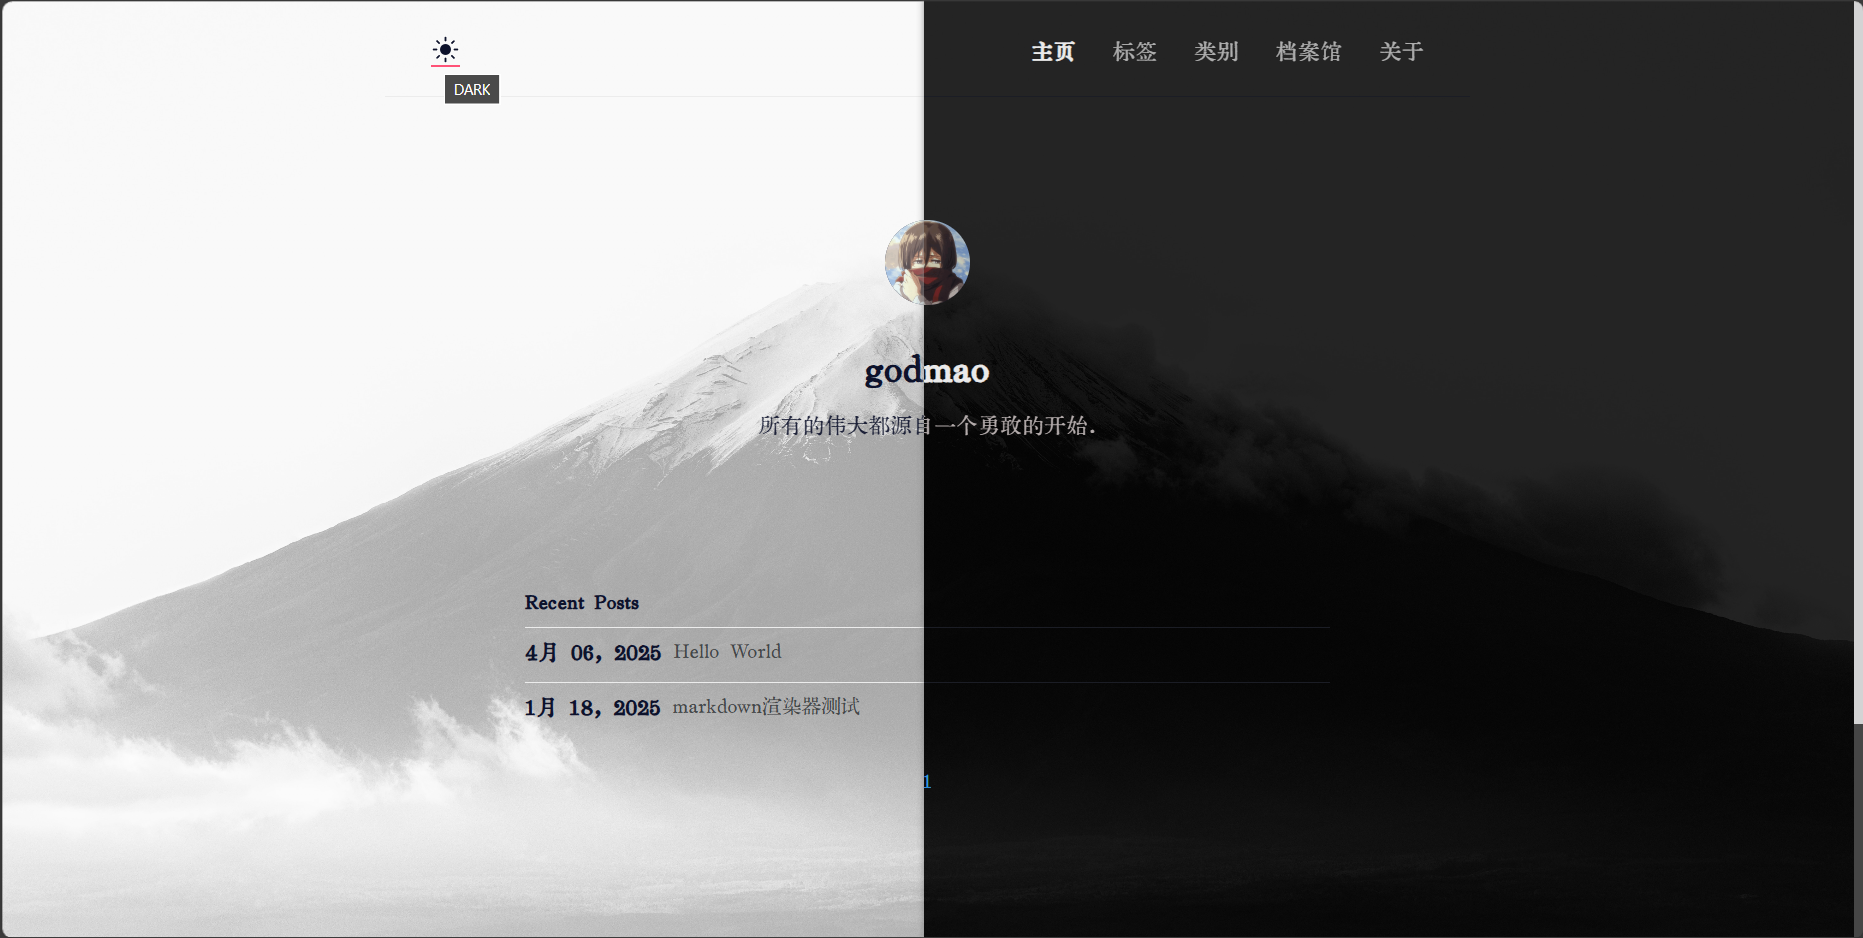 主页 标签 类别 档案馆 关于
DARK
godmao
所有的伟大都源自一个勇敢的开始.
Recent Posts
4月 06, 2025 Hello World
1月 18, 2025 markdown渲染器测试
1